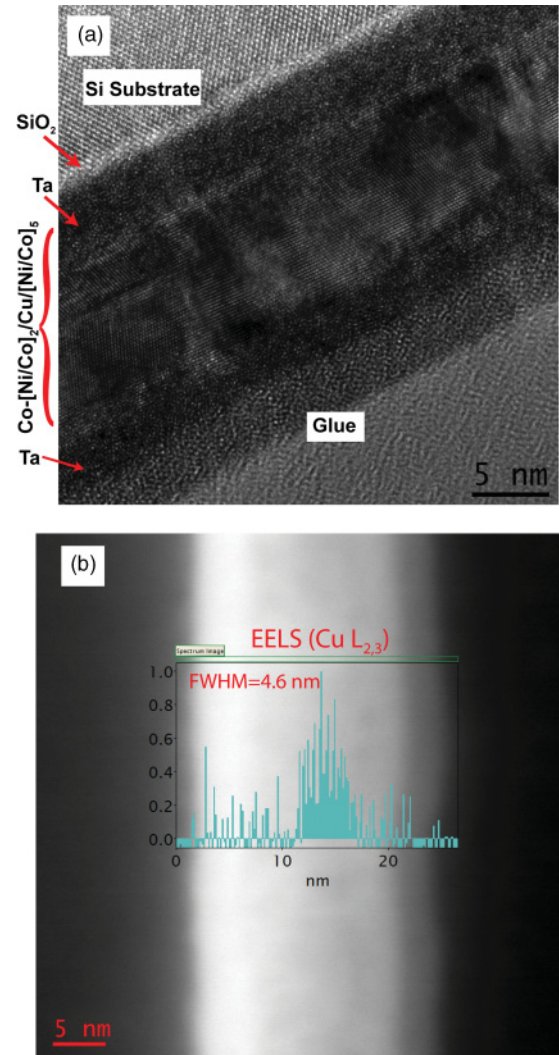 (a)
Si Substrate
SiO2
Ta
Co-[Ni/Co]2/Cu/[Ni/Co]5
Ta
Glue
5 nm
(b)
EELS (Cu L2,3)
Spectrum Image
FWHM=4.6 nm
1.0
0.8
0.6
0.4
0.2
0.0
0
10
20
nm
5 nm